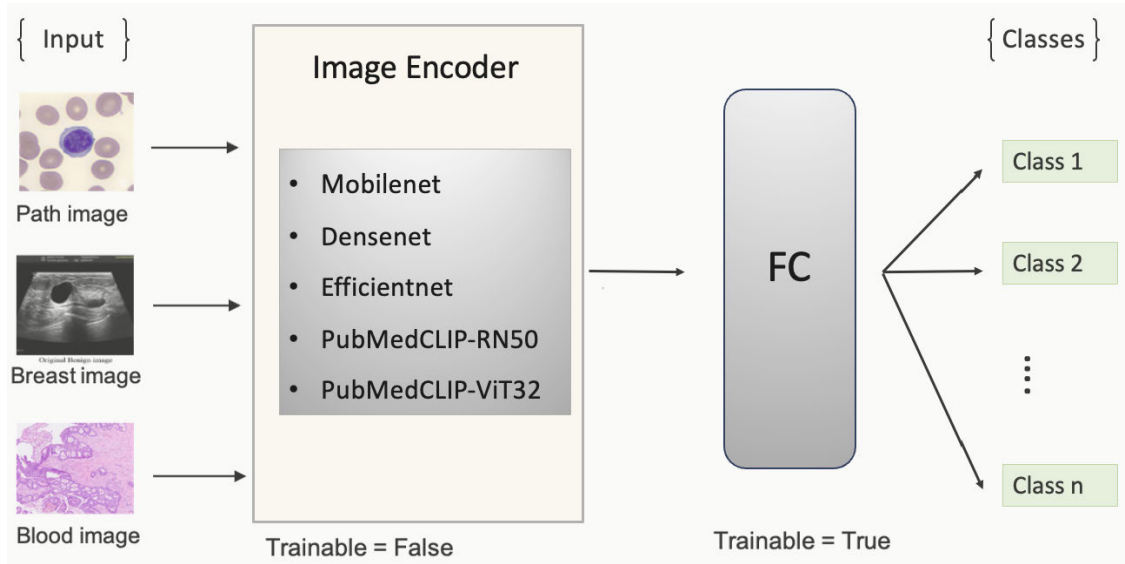 { Input }
Path image
Original Benign image
Breast image
Blood image
Image Encoder
• Mobilenet
• Densenet
• Efficientnet
• PubMedCLIP-RN50
• PubMedCLIP-ViT32
Trainable = False
FC
Trainable = True
{ Classes }
Class 1
Class 2
Class n